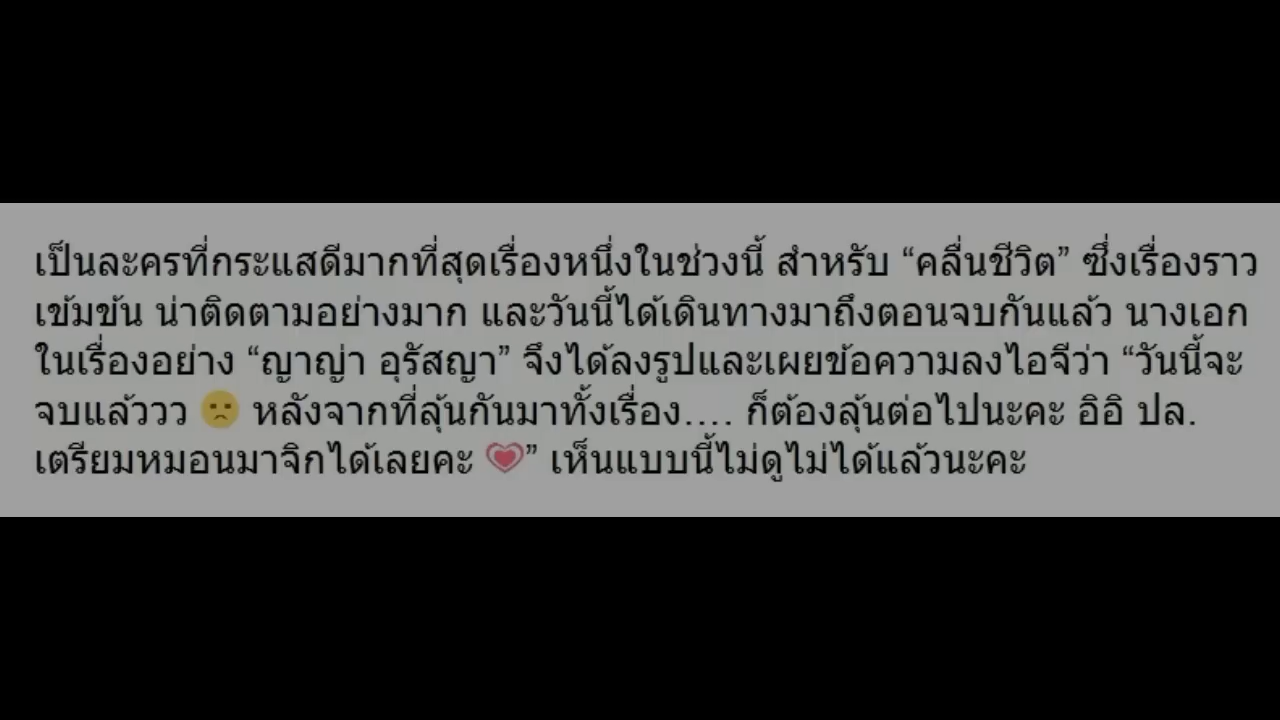 เป็นละครที่กระแสดีมากที่สุดเรื่องหนึ่งในช่วงนี้ สำหรับ “คลื่นชีวิต” ซึ่งเรื่องราว
เข้มข้น น่าติดตามอย่างมาก และวันนี้ได้เดินทางมาถึงตอนจบกันแล้ว นางเอก
ในเรื่องอย่าง “ญาญ่า อุรัสญา” จึงได้ลงรูปและเผยข้อความลงไอจีว่า “วันนี้จะ
จบแล้ววว 🙁 หลังจากที่ลุ้นกันมาทั้งเรื่อง…. ก็ต้องลุ้นต่อไปนะคะ อิอิ ปล.
เตรียมหมอนมาจิกได้เลยคะ 💗” เห็นแบบนี้ไม่ดูไม่ได้แล้วนะคะ